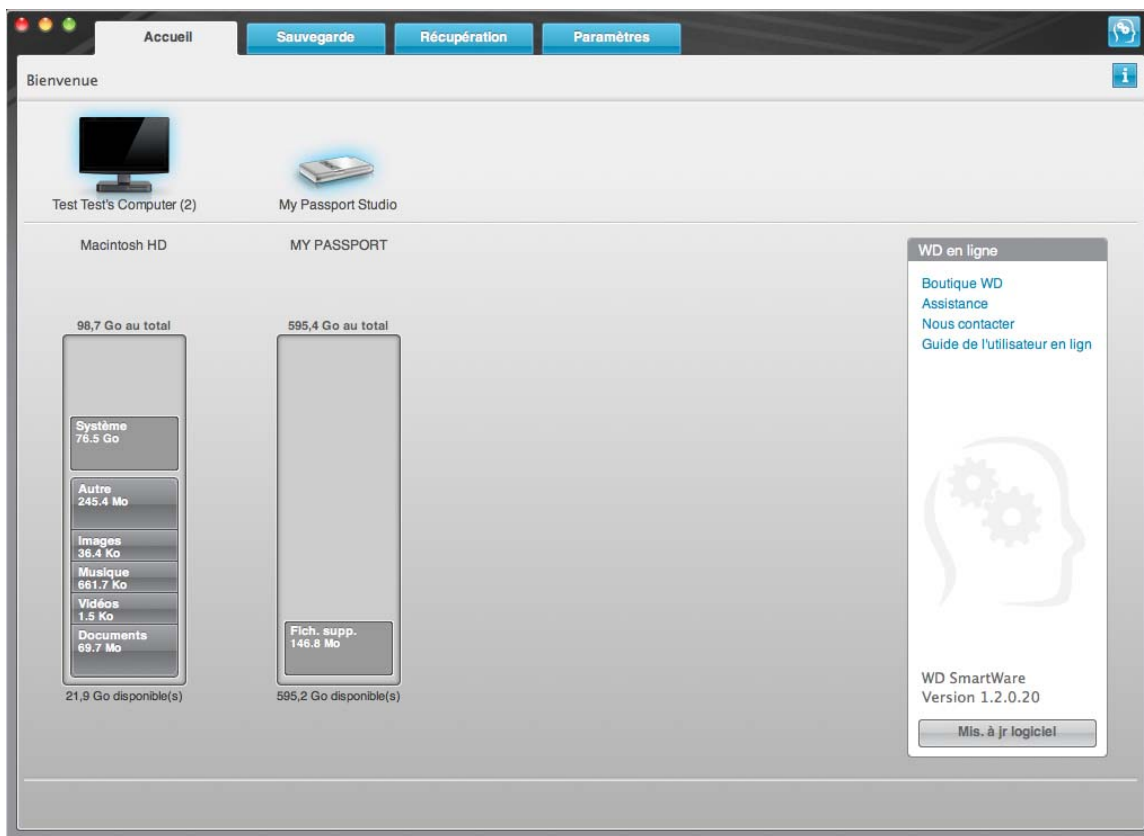 Accueil
Sauvegarde
Récupération
Paramètres
Bienvenue
Test Test's Computer (2)
My Passport Studio
Macintosh HD
MY PASSPORT
98,7 Go au total
595,4 Go au total
Système
76.5 Go
Autre
245.4 Mo
Images
36.4 Ko
Musique
661.7 Ko
Vidéos
1.5 Ko
Documents
69.7 Mo
Fich. supp.
146.8 Mo
21,9 Go disponible(s)
595,2 Go disponible(s)
WD en ligne
Boutique WD
Assistance
Nous contacter
Guide de l'utilisateur en lign
WD SmartWare
Version 1.2.0.20
Mis. à jr logiciel